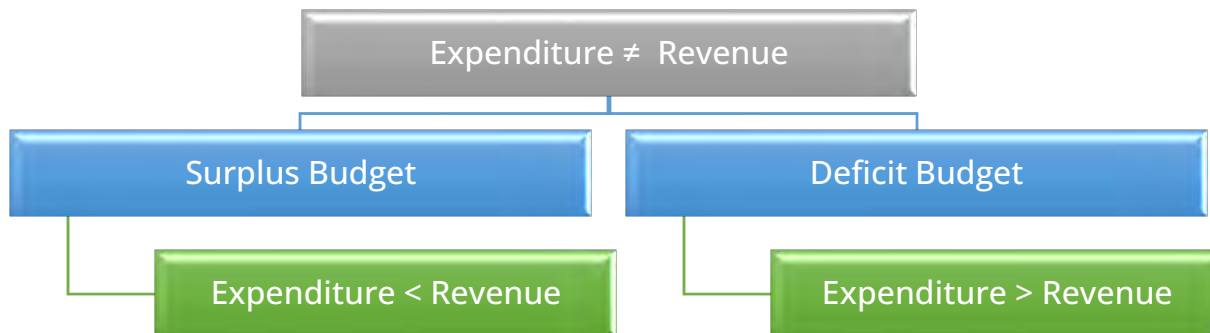 Expenditure ≠ Revenue
Surplus Budget
Deficit Budget
Expenditure < Revenue
Expenditure > Revenue